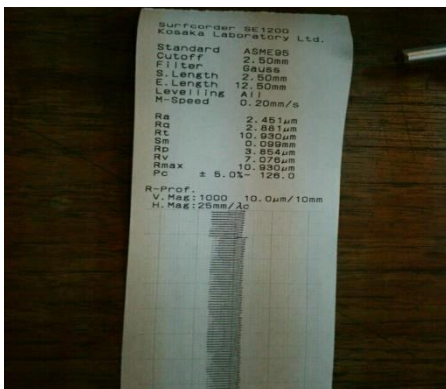 Surfcorder SE1200
Kosaka Laboratory Ltd.
Standard ASME95
Cutoff 2.50mm
Filter Gauss
S.Length 2.50mm
E.Length 12.50mm
Levelling All
M-Speed 0.20mm/s
Ra 2.451µm
Rq 2.881µm
Rt 10.930µm
Sm 0.099mm
Rp 3.854µm
Rv 7.076µm
Rmax 10.930µm
Pc ± 5.0%- 126.0
R-Prof.
V.Mag:1000 10.0µm/10mm
H.Mag:25mm/λc